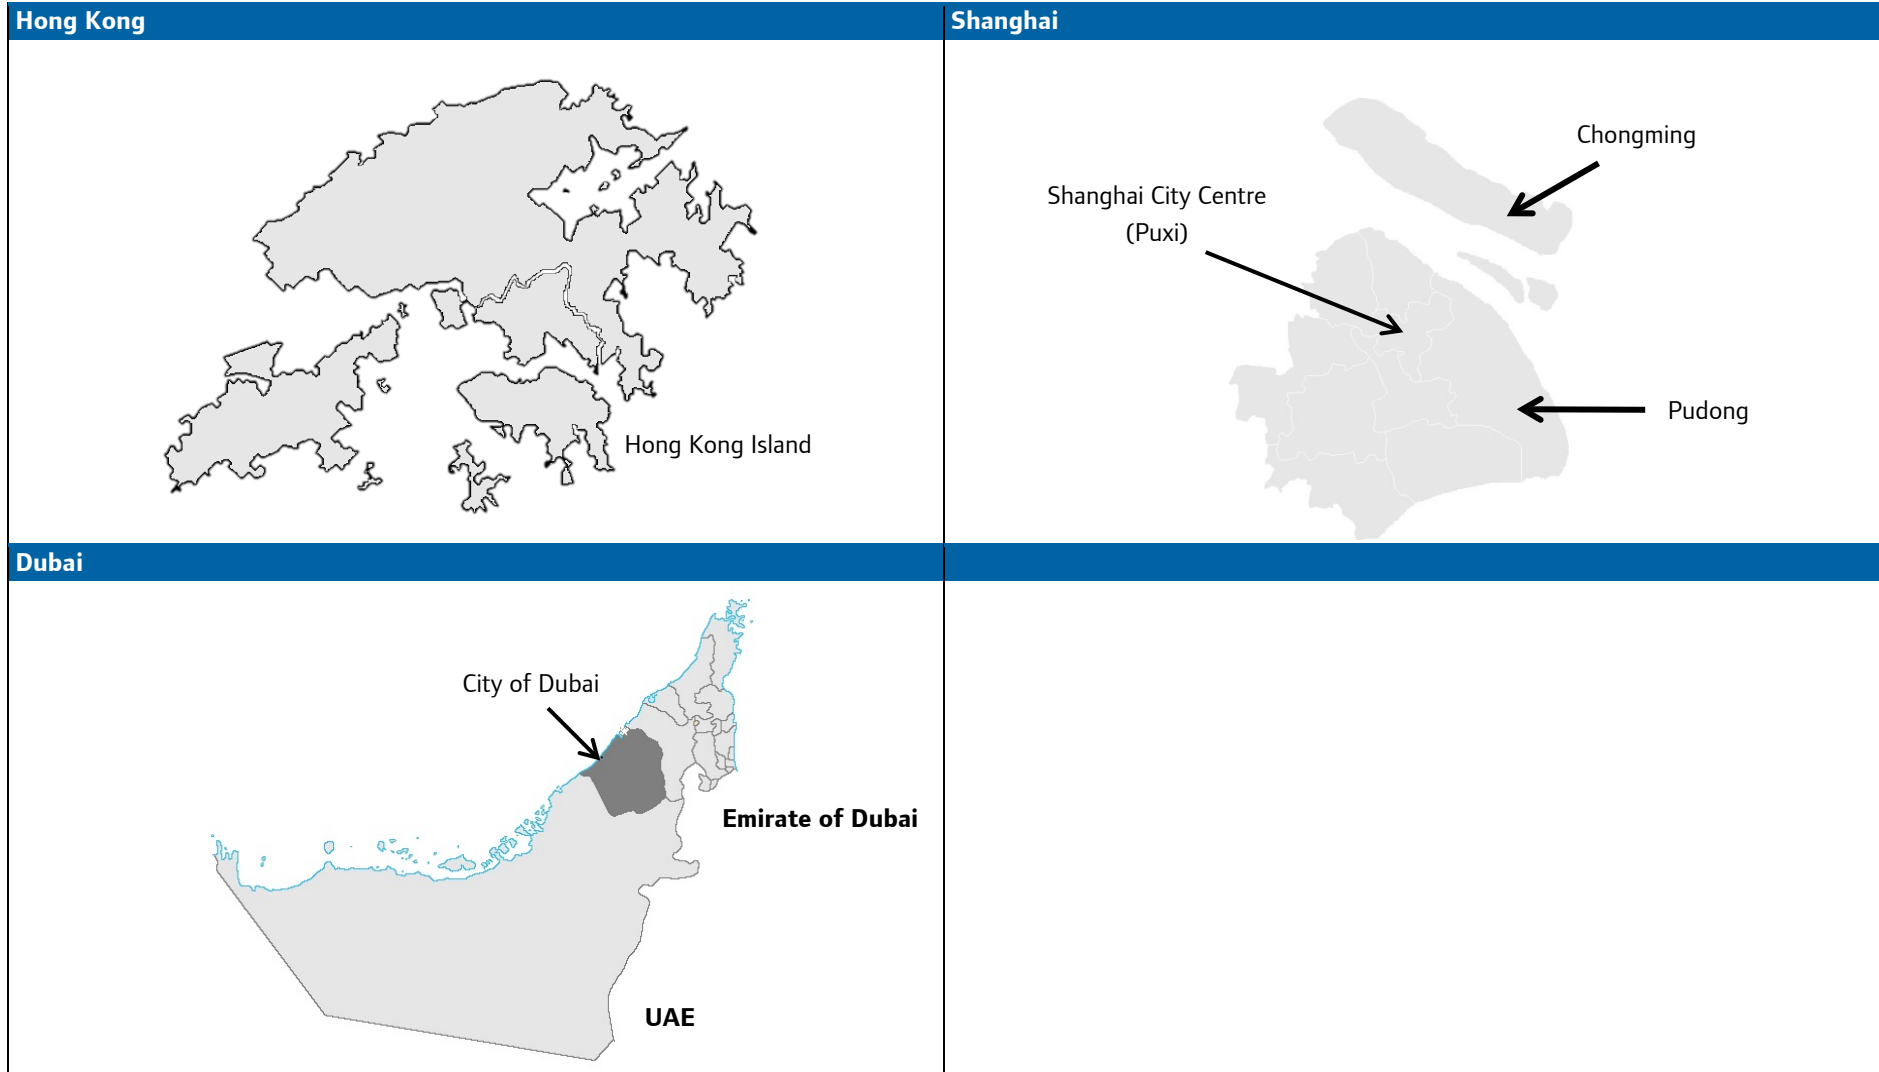 Hong Kong
Shanghai
Hong Kong Island
Chongming
Shanghai City Centre
(Puxi)
Pudong
Dubai
City of Dubai
Emirate of Dubai
UAE